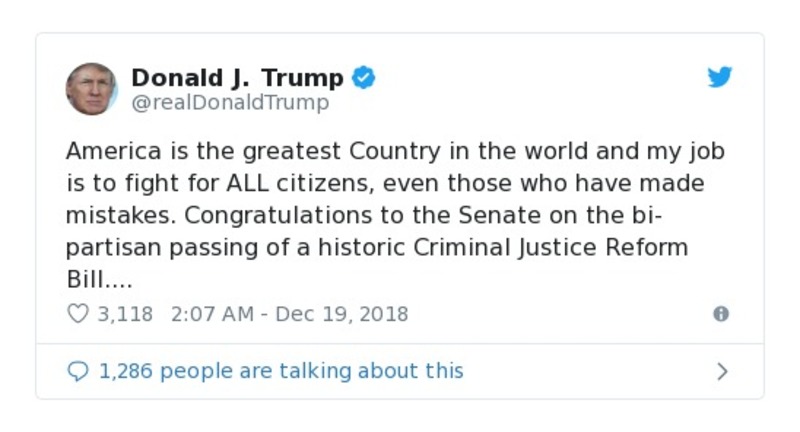 Donald J. Trump
@realDonaldTrump
America is the greatest Country in the world and my job
is to fight for ALL citizens, even those who have made
mistakes. Congratulations to the Senate on the bi-
partisan passing of a historic Criminal Justice Reform
Bill....
3,118 2:07 AM - Dec 19, 2018
1,286 people are talking about this